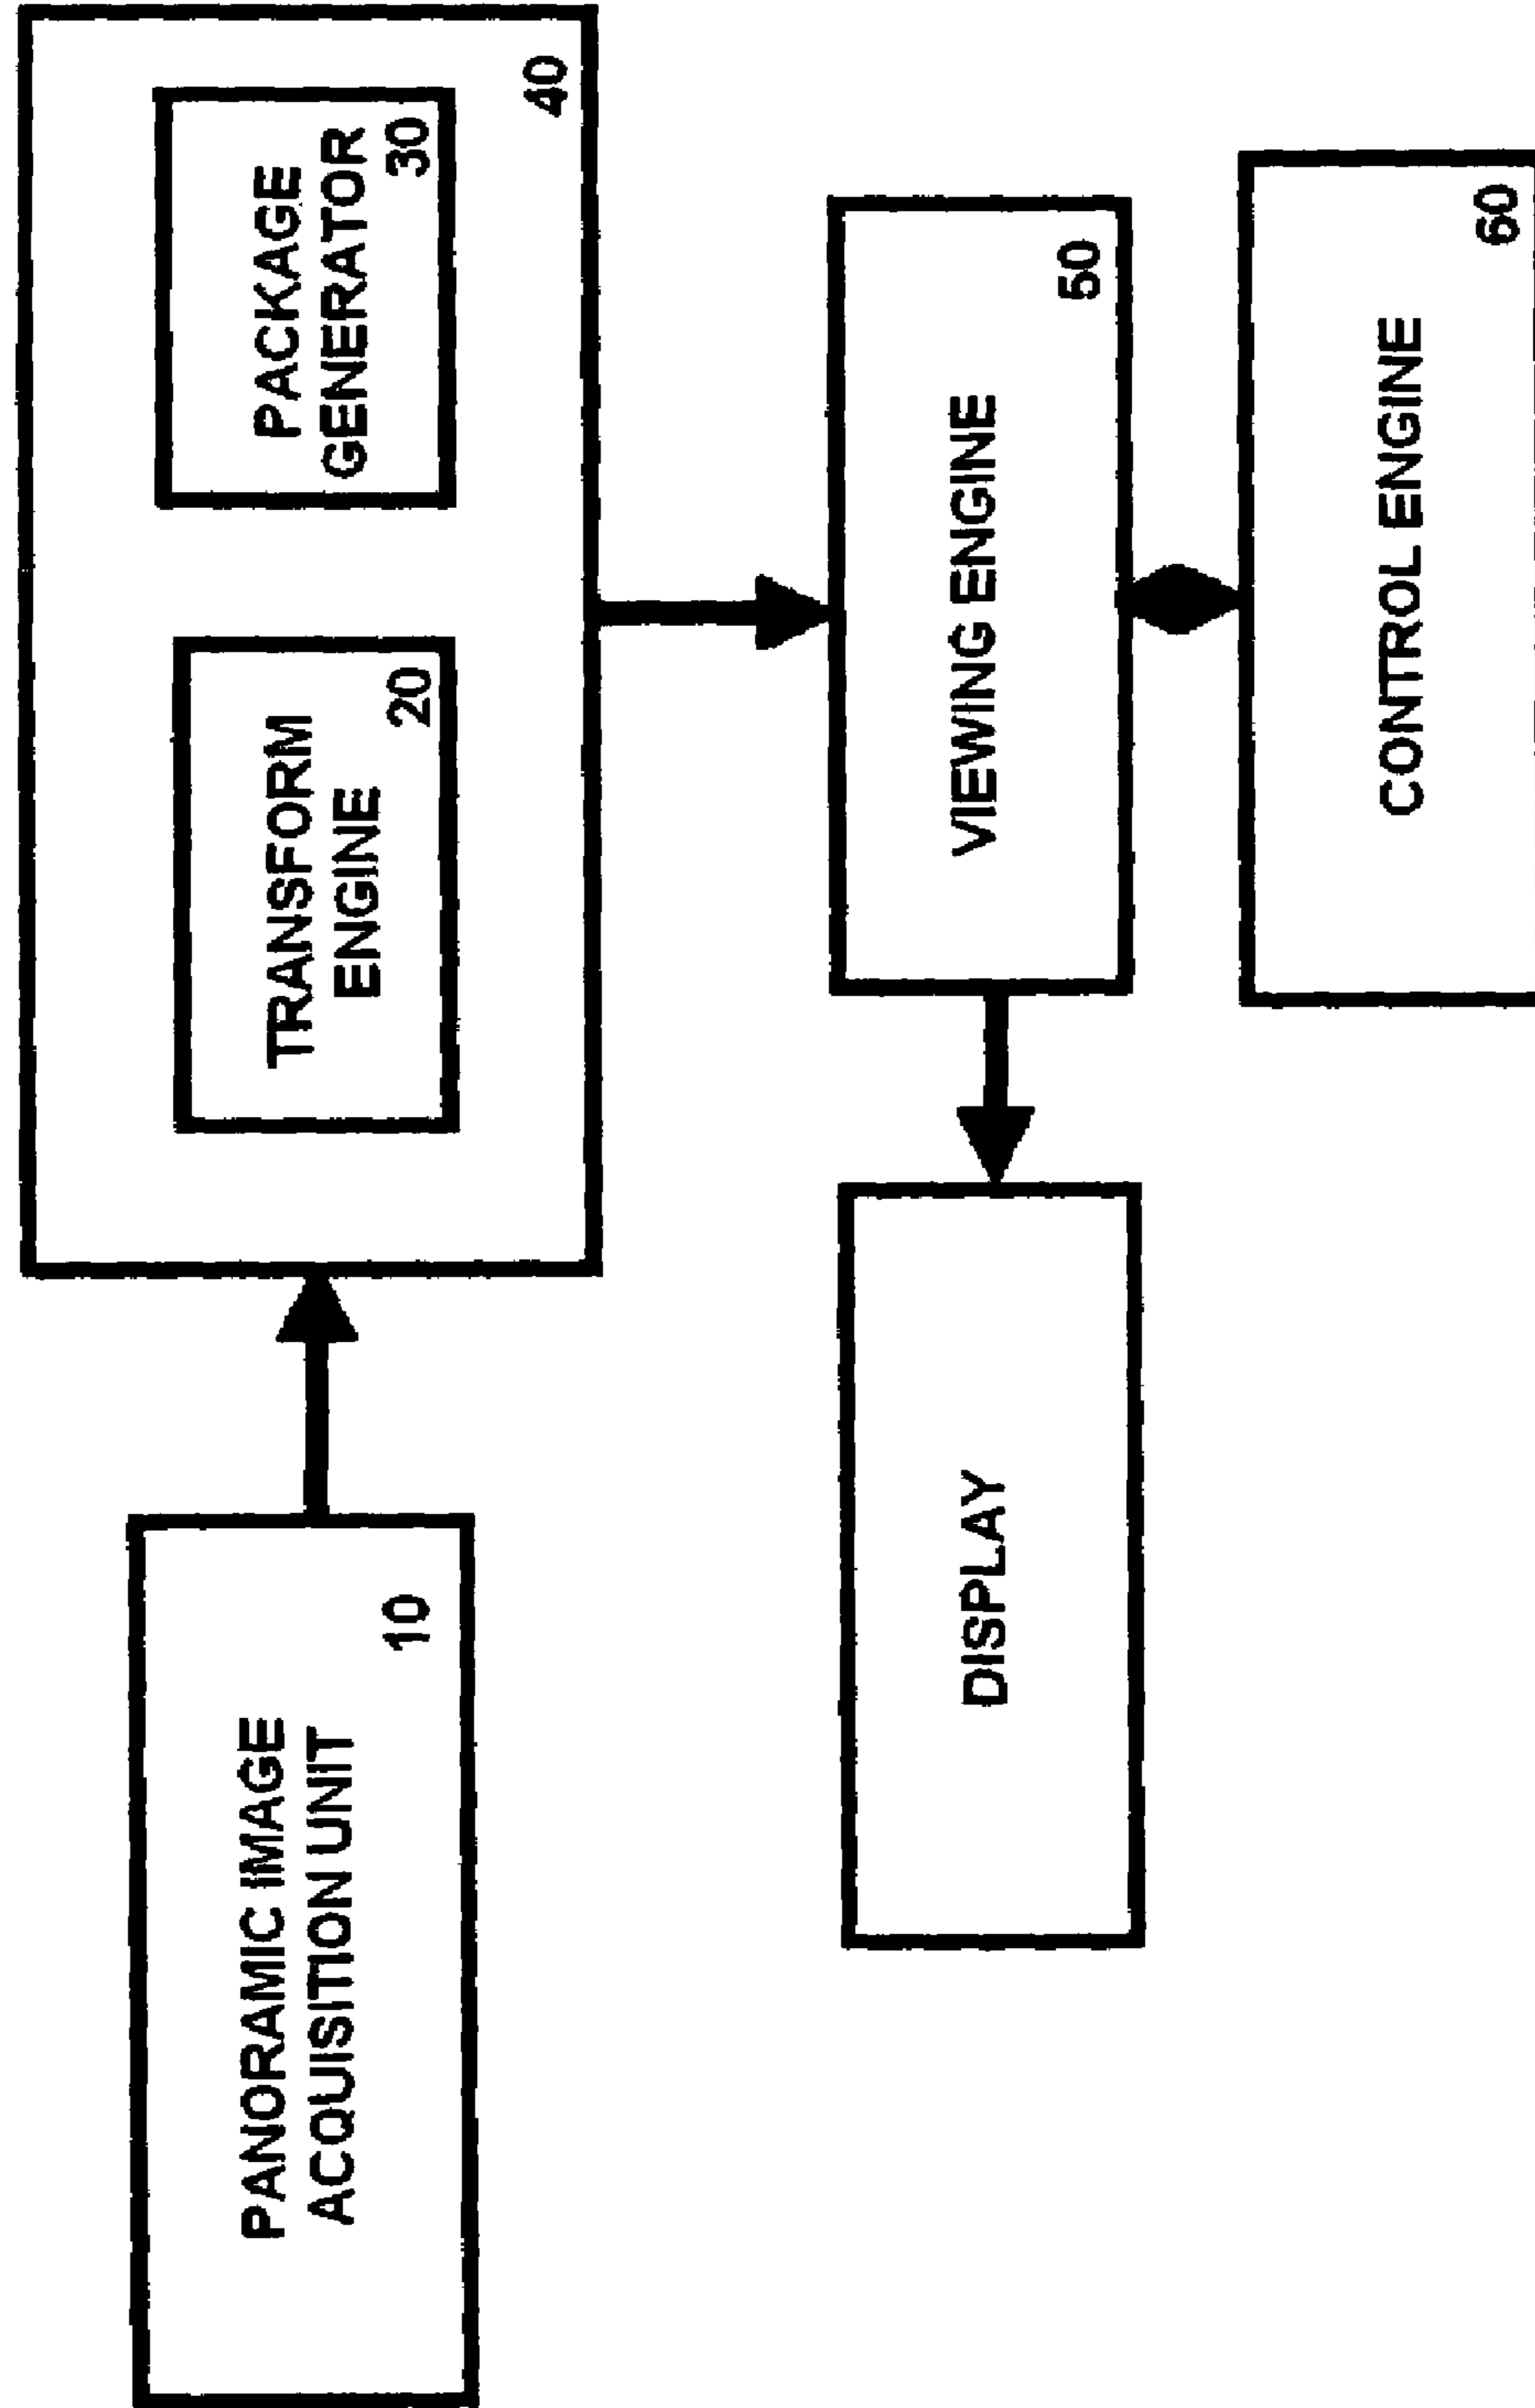 PANORAMIC IMAGE
ACQUISITION UNIT
10
TRANSFORM
ENGINE
20
PACKAGE
GENERATOR
30
40
DISPLAY
VIEWING ENGINE
50
CONTROL ENGINE
60